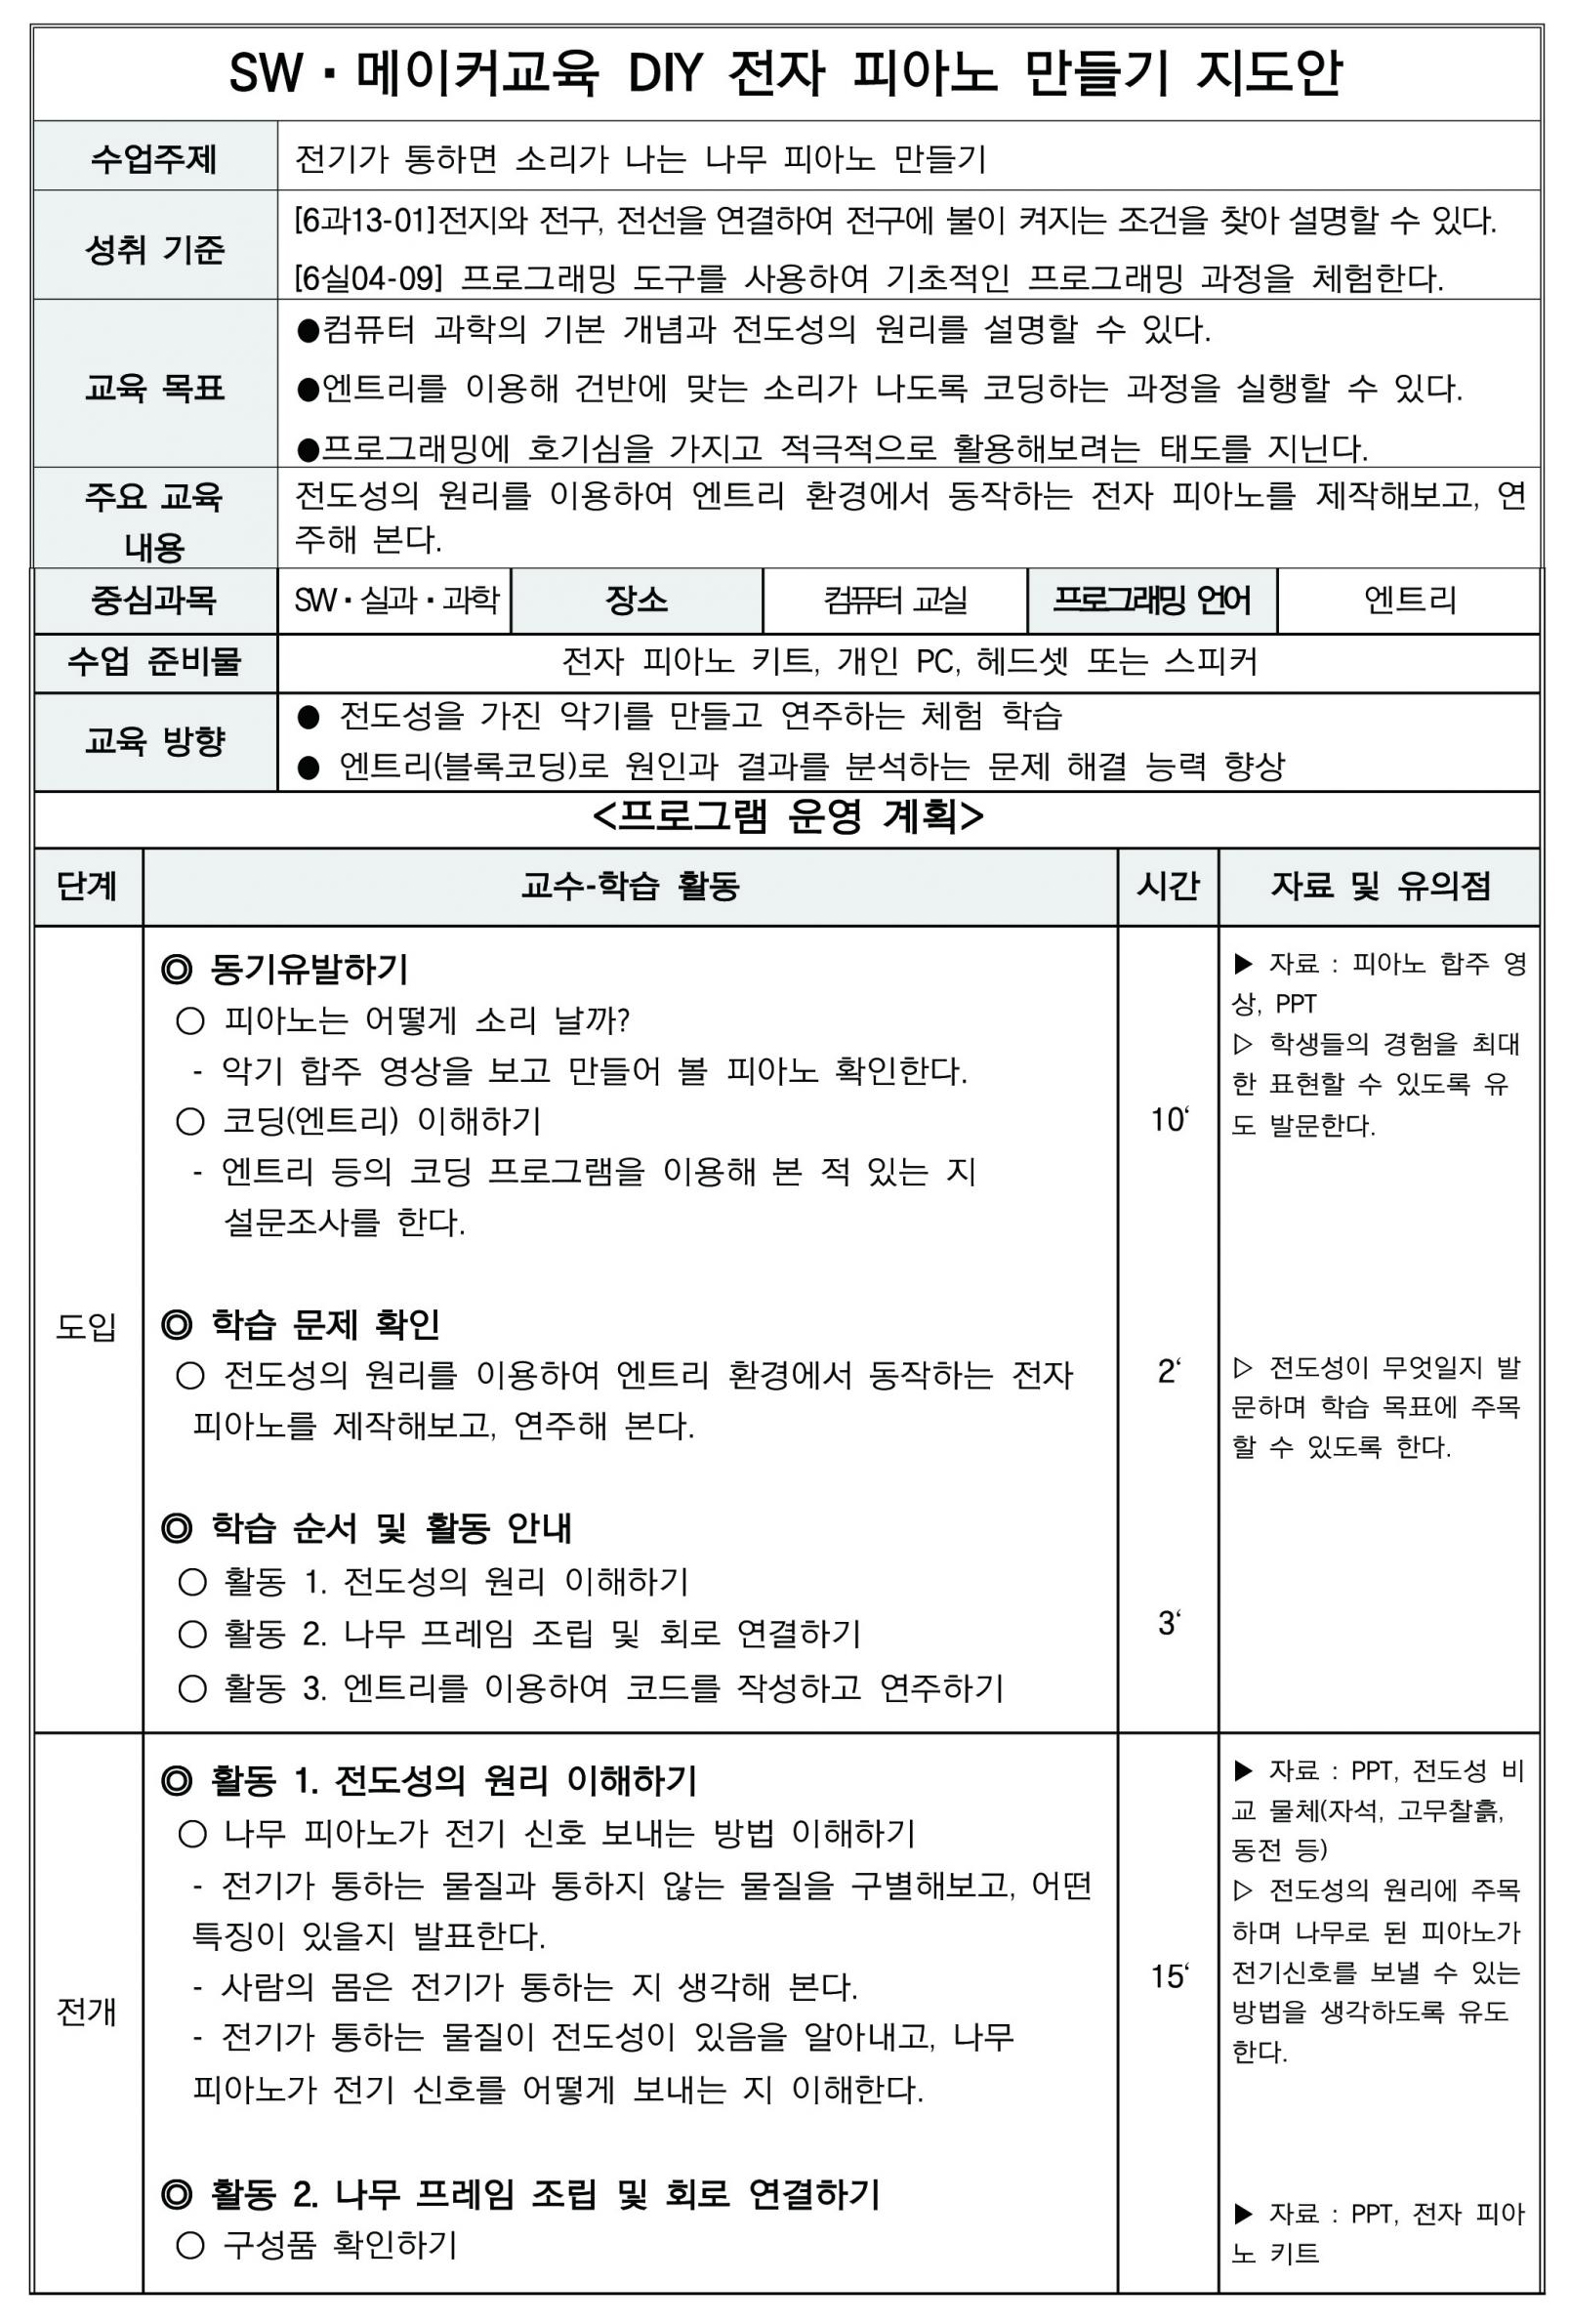 SW·메이커교육 DIY 전자 피아노 만들기 지도안
수업주제
전기가 통하면 소리가 나는 나무 피아노 만들기
성취 기준
[6과13-01]전지와 전구, 전선을 연결하여 전구에 불이 켜지는 조건을 찾아 설명할 수 있다.
[6실04-09] 프로그래밍 도구를 사용하여 기초적인 프로그래밍 과정을 체험한다.
교육 목표
●컴퓨터 과학의 기본 개념과 전도성의 원리를 설명할 수 있다.
●엔트리를 이용해 건반에 맞는 소리가 나도록 코딩하는 과정을 실행할 수 있다.
●프로그래밍에 호기심을 가지고 적극적으로 활용해보려는 태도를 지닌다.
주요 교육
내용
전도성의 원리를 이용하여 엔트리 환경에서 동작하는 전자 피아노를 제작해보고, 연
주해 본다.
중심과목 SW·실과·과학 장소 컴퓨터 교실 프로그래밍 언어 엔트리
수업 준비물 전자 피아노 키트, 개인 PC, 헤드셋 또는 스피커
교육 방향
● 전도성을 가진 악기를 만들고 연주하는 체험 학습
● 엔트리(블록코딩)로 원인과 결과를 분석하는 문제 해결 능력 향상
<프로그램 운영 계획>
단계 교수-학습 활동 시간 자료 및 유의점
도입
◎ 동기유발하기
○ 피아노는 어떻게 소리 날까?
- 악기 합주 영상을 보고 만들어 볼 피아노 확인한다.
○ 코딩(엔트리) 이해하기
- 엔트리 등의 코딩 프로그램을 이용해 본 적 있는 지
설문조사를 한다.
10‘
▶ 자료 : 피아노 합주 영
상, PPT
▷ 학생들의 경험을 최대
한 표현할 수 있도록 유
도 발문한다.
◎ 학습 문제 확인
○ 전도성의 원리를 이용하여 엔트리 환경에서 동작하는 전자
피아노를 제작해보고, 연주해 본다.
2‘
▷ 전도성이 무엇일지 발
문하며 학습 목표에 주목
할 수 있도록 한다.
◎ 학습 순서 및 활동 안내
○ 활동 1. 전도성의 원리 이해하기
○ 활동 2. 나무 프레임 조립 및 회로 연결하기
○ 활동 3. 엔트리를 이용하여 코드를 작성하고 연주하기
3‘
전개
◎ 활동 1. 전도성의 원리 이해하기
○ 나무 피아노가 전기 신호 보내는 방법 이해하기
- 전기가 통하는 물질과 통하지 않는 물질을 구별해보고, 어떤
특징이 있을지 발표한다.
- 사람의 몸은 전기가 통하는 지 생각해 본다.
- 전기가 통하는 물질이 전도성이 있음을 알아내고, 나무
피아노가 전기 신호를 어떻게 보내는 지 이해한다.
15‘
▶ 자료 : PPT, 전도성 비
교 물체(자석, 고무찰흙,
동전 등)
▷ 전도성의 원리에 주목
하며 나무로 된 피아노가
전기신호를 보낼 수 있는
방법을 생각하도록 유도
한다.
◎ 활동 2. 나무 프레임 조립 및 회로 연결하기
○ 구성품 확인하기
▶ 자료 : PPT, 전자 피아
노 키트